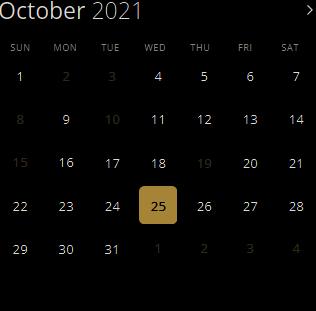 October 2021 >
SUN MON TUE WED THU FRI SAT
1 2 3 4 5 6 7
8 9 10 11 12 13 14
15 16 17 18 19 20 21
22 23 24 25 26 27 28
29 30 31 1 2 3 4